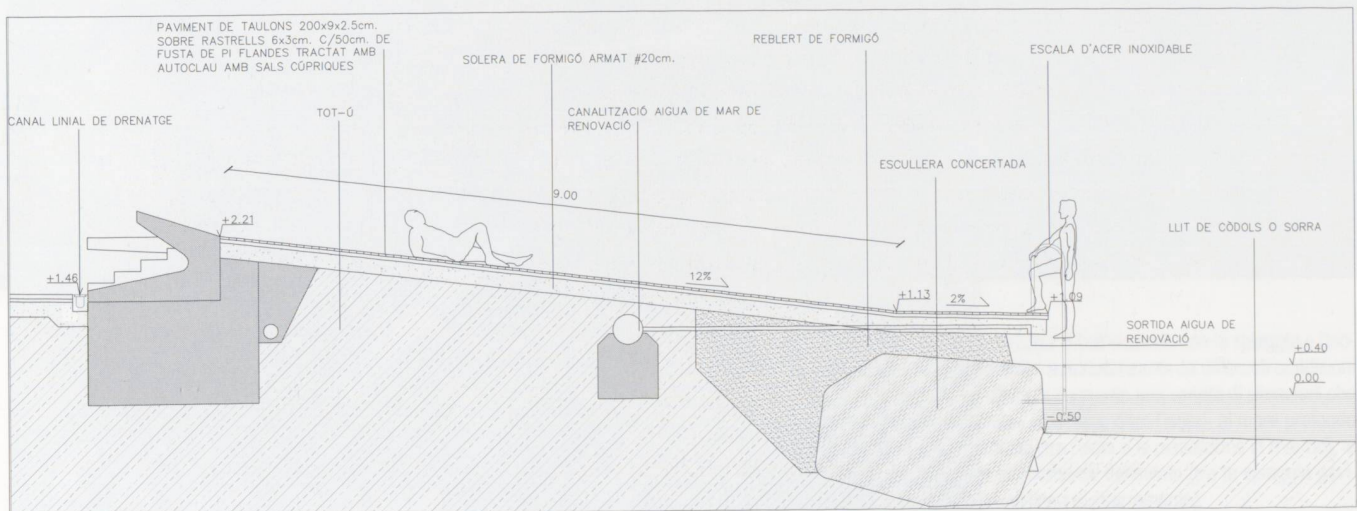 PAVIMENT DE TAULONS 200x9x2.5cm.
SOBRE RASTRELLS 6x3cm. C/50cm. DE
FUSTA DE PI FLANDES TRACTAT AMB
AUTOCLAU AMB SALS CÚPRIQUES
REBLERT DE FORMIGÓ
ESCALA D'ACER INOXIDABLE
SOLERA DE FORMIGÓ ARMAT #20cm.
CANAL LINIAL DE DRENATGE
TOT-Ú
CANALITZACIÓ AIGUA DE MAR DE
RENOVACIÓ
ESCULLERA CONCERTADA
9.00
+2.21
LLIT DE CÒDOLS O SORRA
+1.46
12%
+1.13
2%
+1.09
SORTIDA AIGUA DE
RENOVACIÓ
+0.40
0.00
-0.50